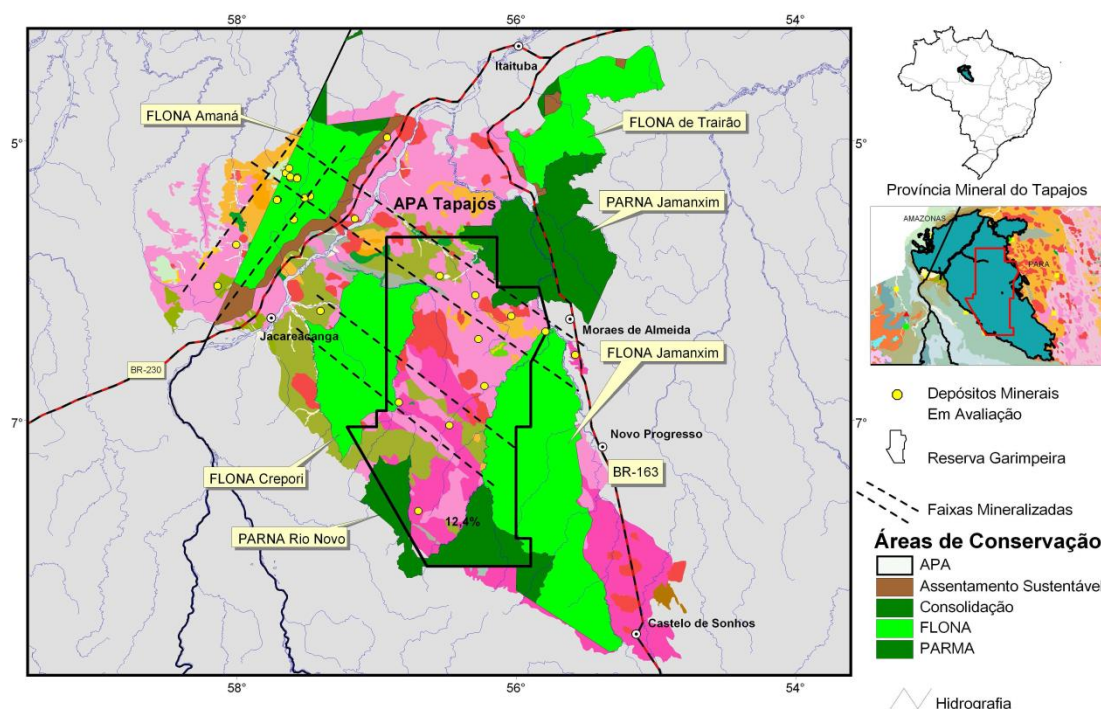 58°
56°
54°
Itaituba
FLONA Amaná
FLONA de Trairão
5°
5°
APA Tapajós
PARNA Jamanxim
Jacareacanga
Moraes de Almeida
FLONA Jamanxim
BR-230
7°
7°
Novo Progresso
FLONA Crepori
BR-163
PARNA Rio Novo
12,4%
Castelo de Sonhos
58°
56°
54°
Província Mineral do Tapajos
AMAZONAS
PARÁ
Depósitos Minerais
Em Avaliação
Reserva Garimpeira
Faixas Mineralizadas
Áreas de Conservação
APA
Assentamento Sustentável
Consolidação
FLONA
PARMA
Hidrografia